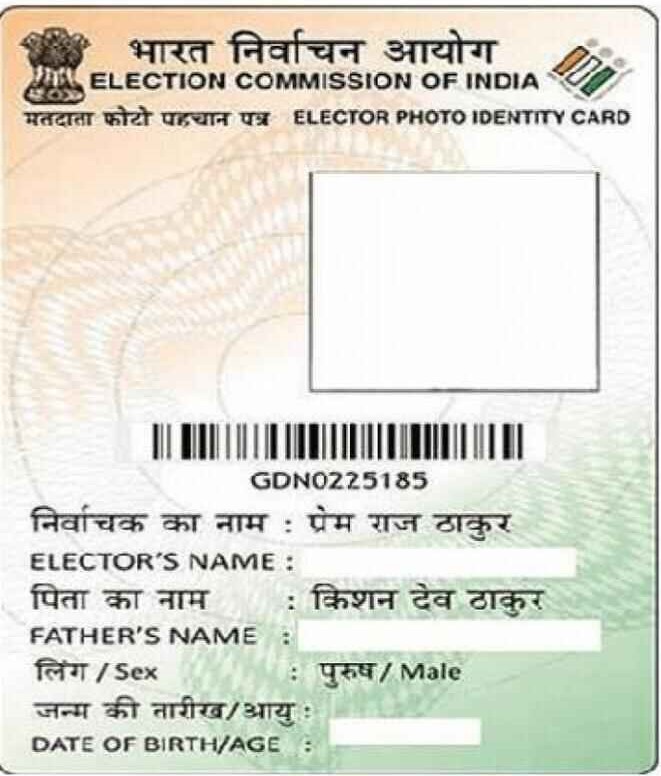 भारत निर्वाचन आयोग
ELECTION COMMISSION OF INDIA
मतदाता फोटो पहचान पत्र ELECTOR PHOTO IDENTITY CARD
GDN0225185
निर्वाचक का नाम : प्रेम राज ठाकुर
ELECTOR'S NAME :
पिता का नाम : किशन देव ठाकुर
FATHER'S NAME :
लिंग / Sex : पुरुष / Male
जन्म की तारीख/आयु :
DATE OF BIRTH/AGE :